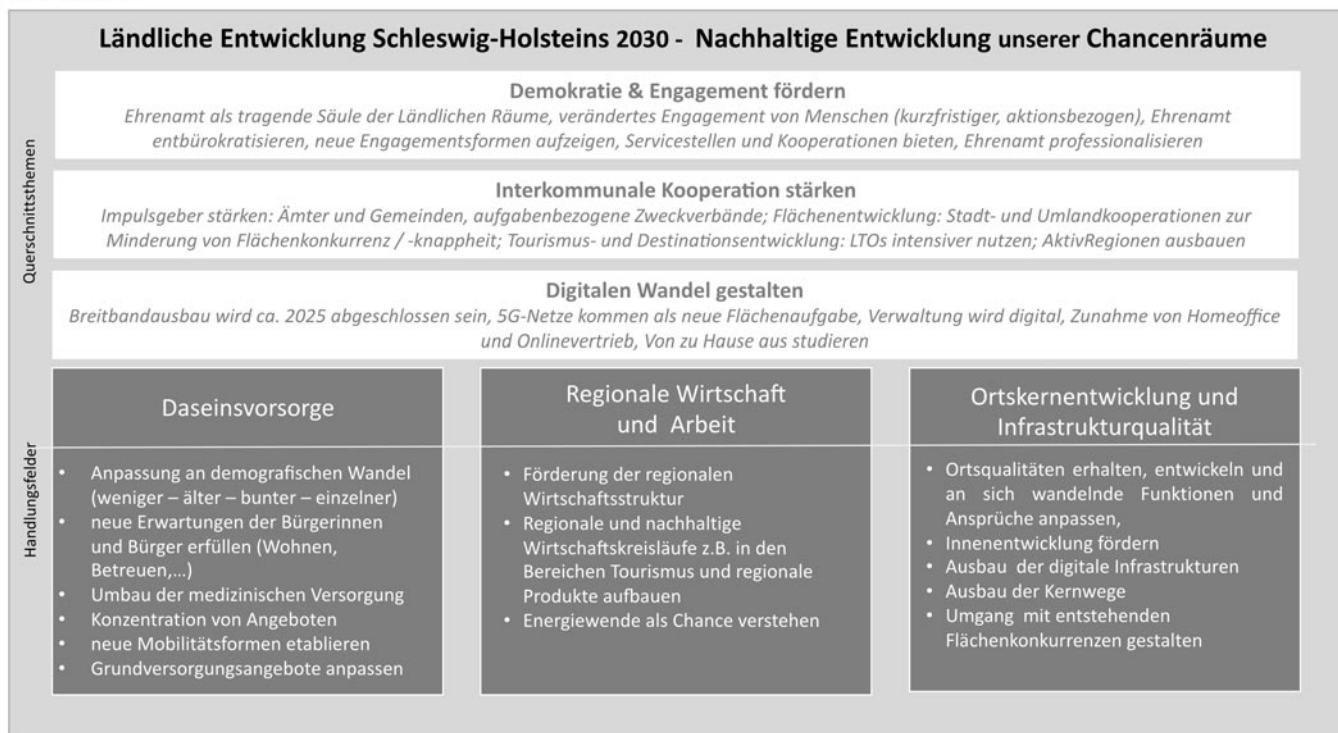 Ländliche Entwicklung Schleswig-Holsteins 2030 - Nachhaltige Entwicklung unserer Chancenräume
Querschnittsthemen
Demokratie & Engagement fördern
Ehrenamt als tragende Säule der Ländlichen Räume, verändertes Engagement von Menschen (kurzfristiger, aktionsbezogen), Ehrenamt
entbürokratisieren, neue Engagementsformen aufzeigen, Servicestellen und Kooperationen bieten, Ehrenamt professionalisieren
Interkommunale Kooperation stärken
Impulsgeber stärken: Ämter und Gemeinden, aufgabenbezogene Zweckverbände; Flächenentwicklung: Stadt- und Umlandkooperationen zur
Minderung von Flächenkonkurrenz / -knappheit; Tourismus- und Destinationsentwicklung: LTOs intensiver nutzen; AktivRegionen ausbauen
Digitalen Wandel gestalten
Breitbandausbau wird ca. 2025 abgeschlossen sein, 5G-Netze kommen als neue Flächenaufgabe, Verwaltung wird digital, Zunahme von Homeoffice
und Onlinevertrieb, Von zu Hause aus studieren
Handlungsfelder
Daseinsvorsorge
• Anpassung an demografischen Wandel
(weniger – älter – bunter – einzelner)
• neue Erwartungen der Bürgerinnen
und Bürger erfüllen (Wohnen,
Betreuen,…)
• Umbau der medizinischen Versorgung
• Konzentration von Angeboten
• neue Mobilitätsformen etablieren
• Grundversorgungsangebote anpassen
Regionale Wirtschaft
und Arbeit
• Förderung der regionalen
Wirtschaftsstruktur
• Regionale und nachhaltige
Wirtschaftskreisläufe z.B. in den
Bereichen Tourismus und regionale
Produkte aufbauen
• Energiewende als Chance verstehen
Ortskernentwicklung und
Infrastrukturqualität
• Ortsqualitäten erhalten, entwickeln und
an sich wandelnde Funktionen und
Ansprüche anpassen,
• Innenentwicklung fördern
• Ausbau der digitale Infrastrukturen
• Ausbau der Kernwege
• Umgang mit entstehenden
Flächenkonkurrenzen gestalten